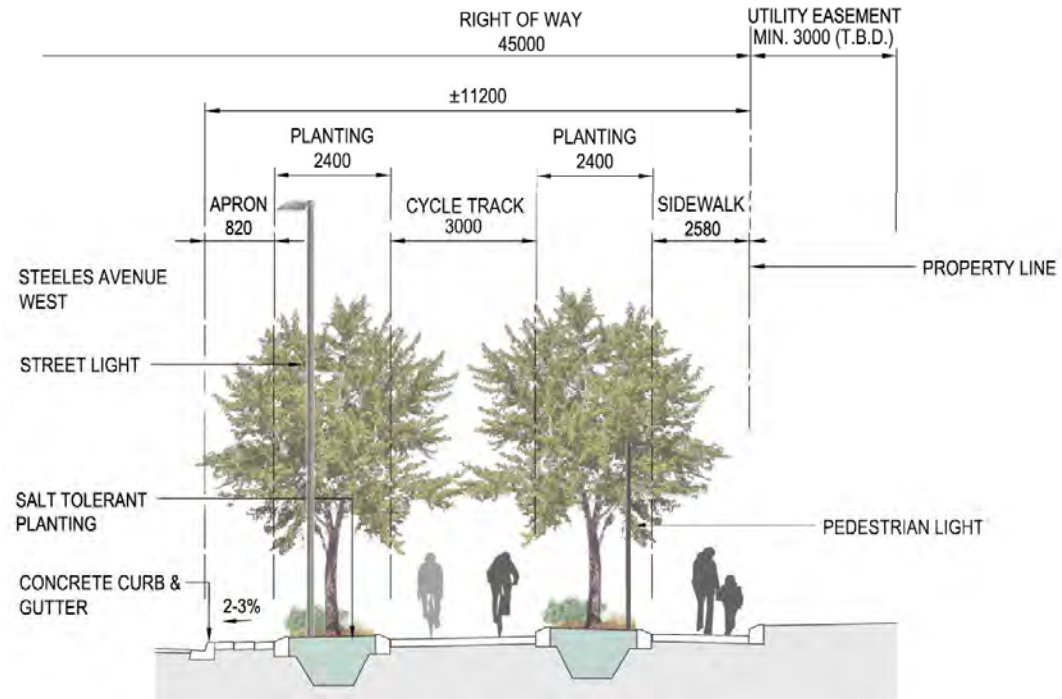 RIGHT OF WAY
45000
UTILITY EASEMENT
MIN. 3000 (T.B.D.)
±11200
PLANTING
2400
PLANTING
2400
APRON
820
CYCLE TRACK
3000
SIDEWALK
2580
STEELES AVENUE
WEST
PROPERTY LINE
STREET LIGHT
SALT TOLERANT
PLANTING
PEDESTRIAN LIGHT
CONCRETE CURB &
GUTTER
2-3%